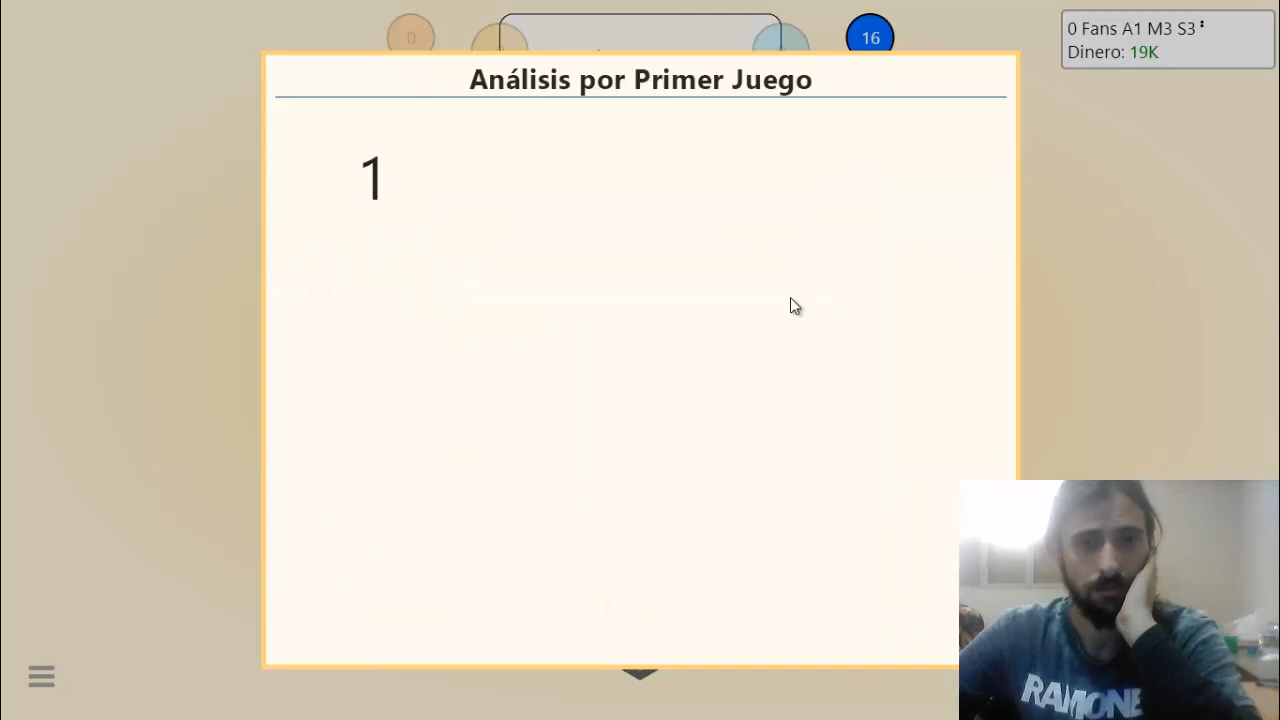 0
16
0 Fans A1 M3 S3
Dinero: 19K
Análisis por Primer Juego
1
RAMONE